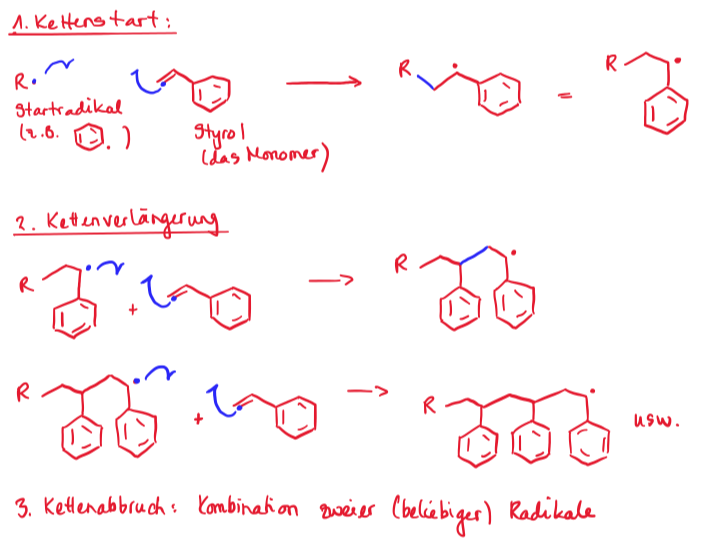 1. Kettenstart:
R·
R
=
R
Startradikal
(z.B. .)
Styrol
(das Monomer)
2. Kettenverlängerung
R
+
R
R
+
R
usw.
3. Kettenabbruch: Kombination zweier (beliebiger) Radikale